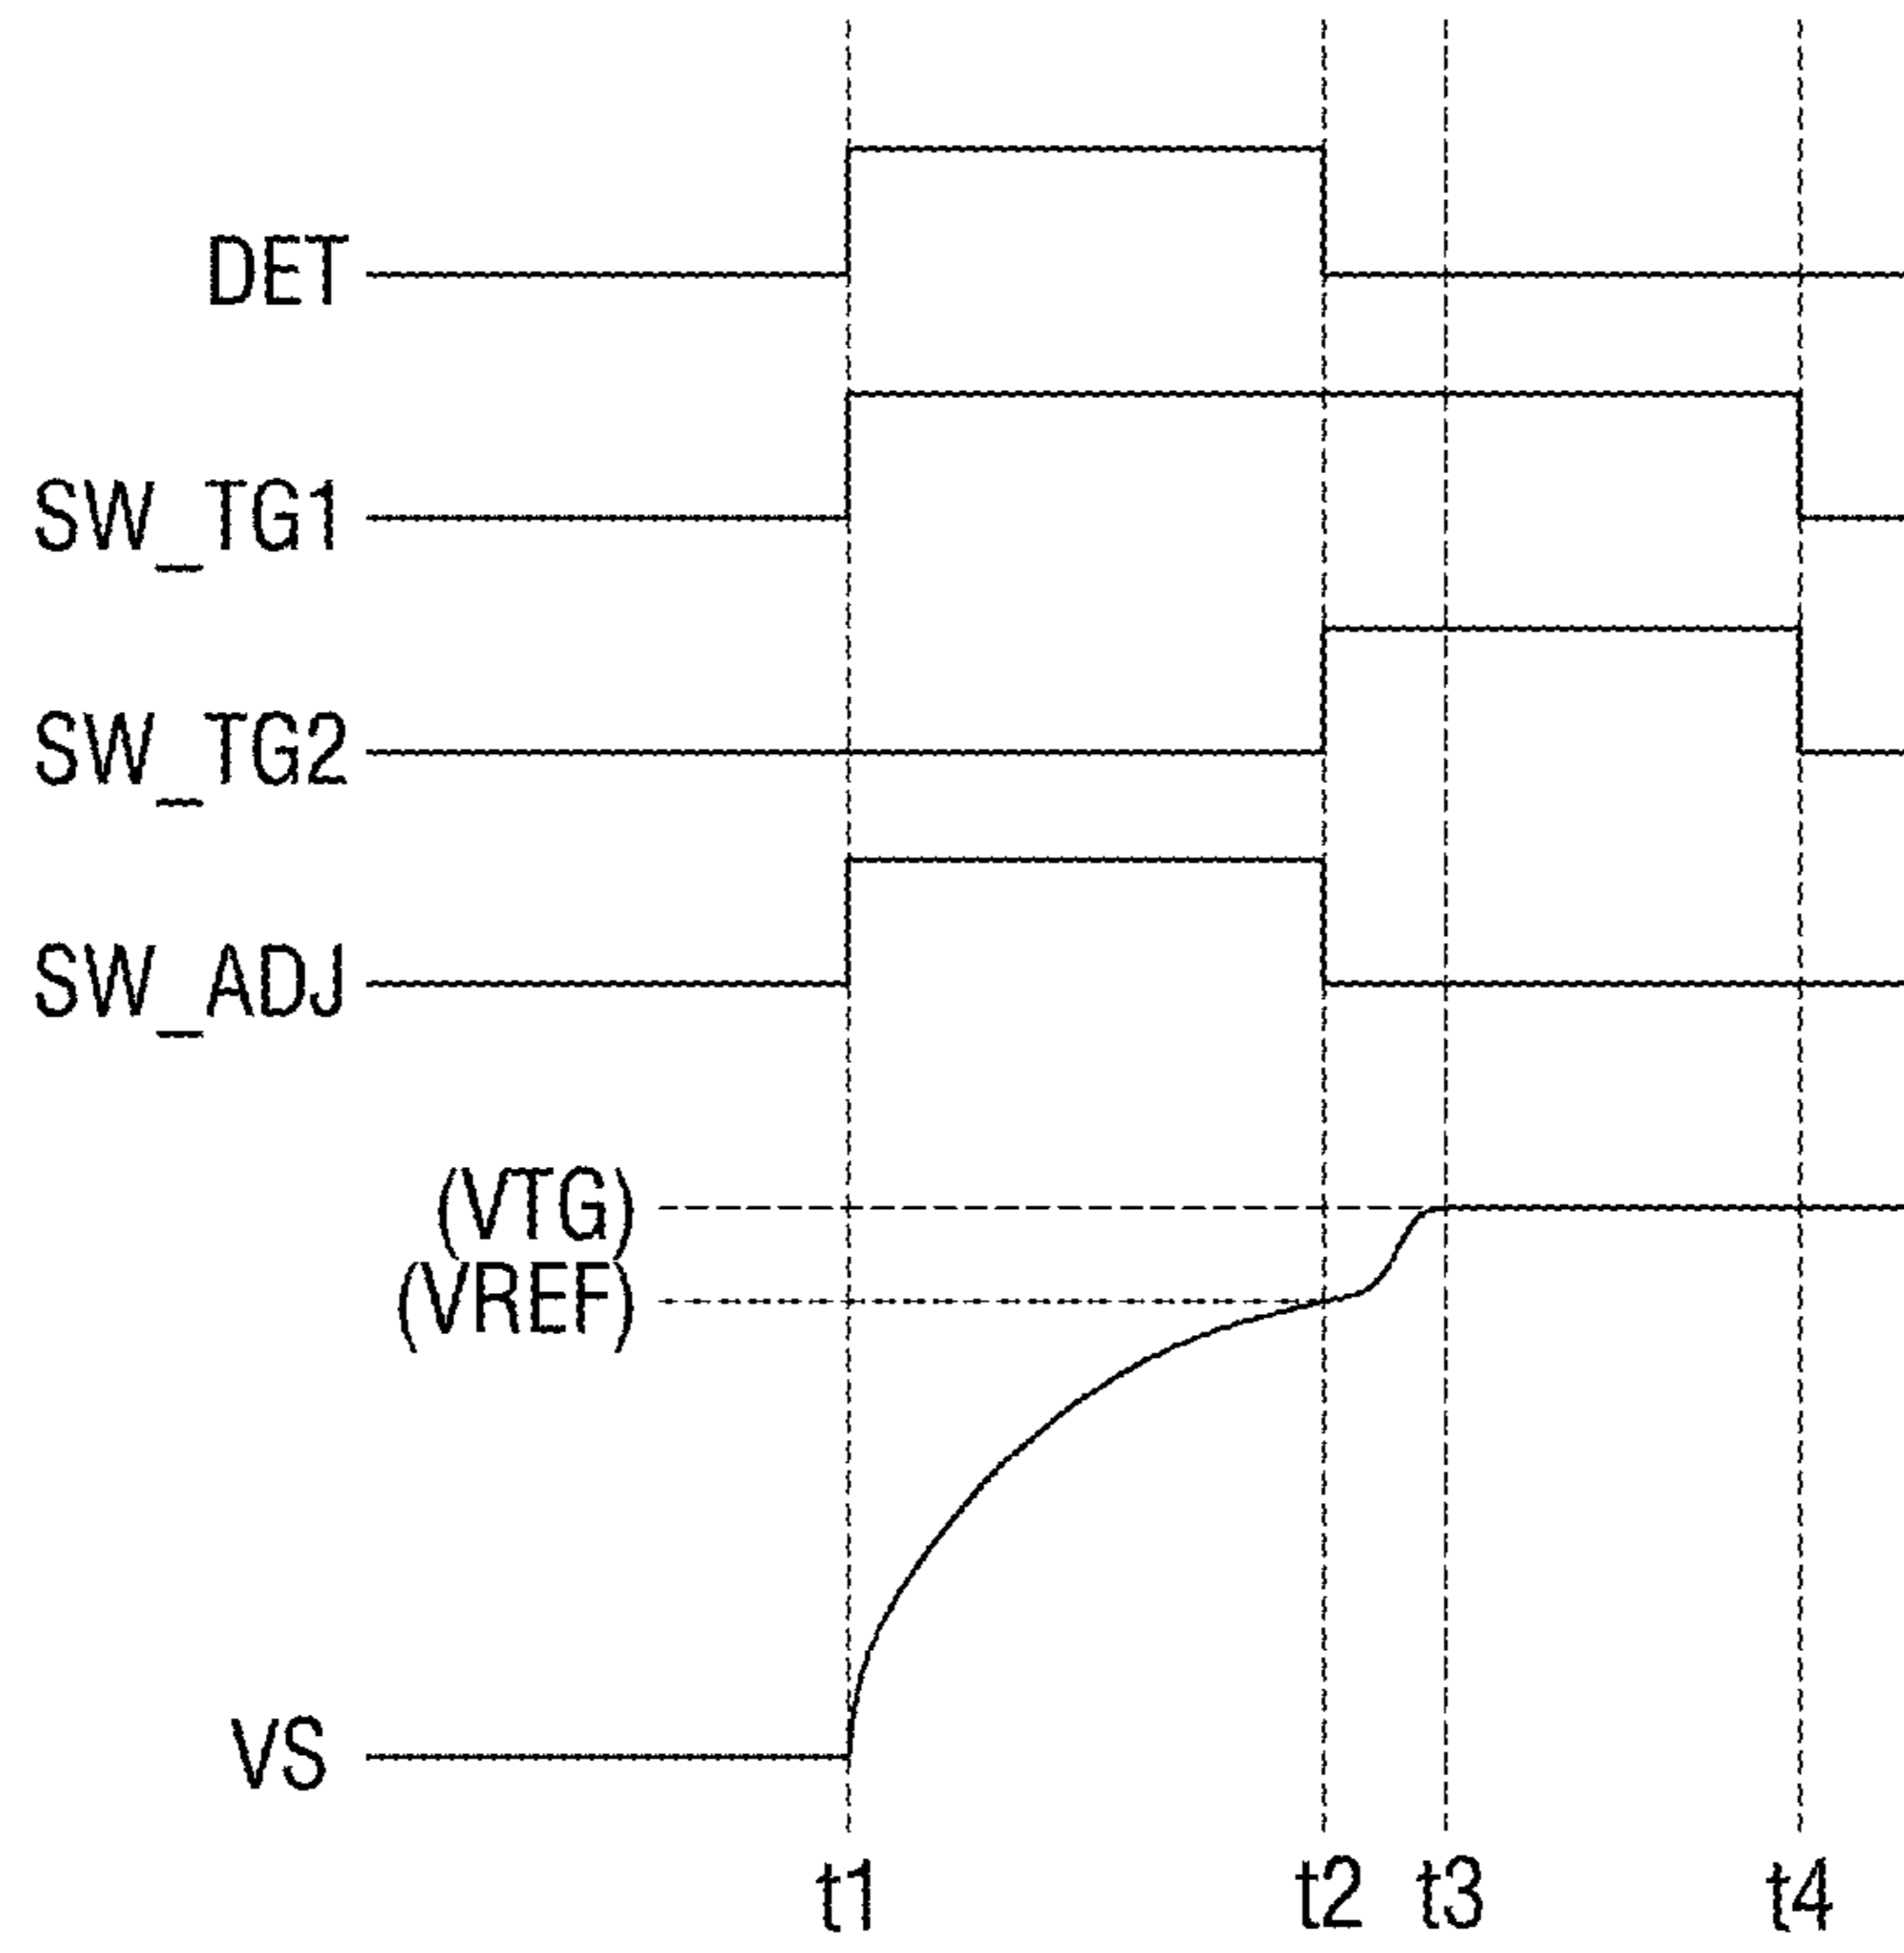 DET
SW_TG1
SW_TG2
SW_ADJ
(VTG)
(VREF)
VS
t1 t2 t3 t4